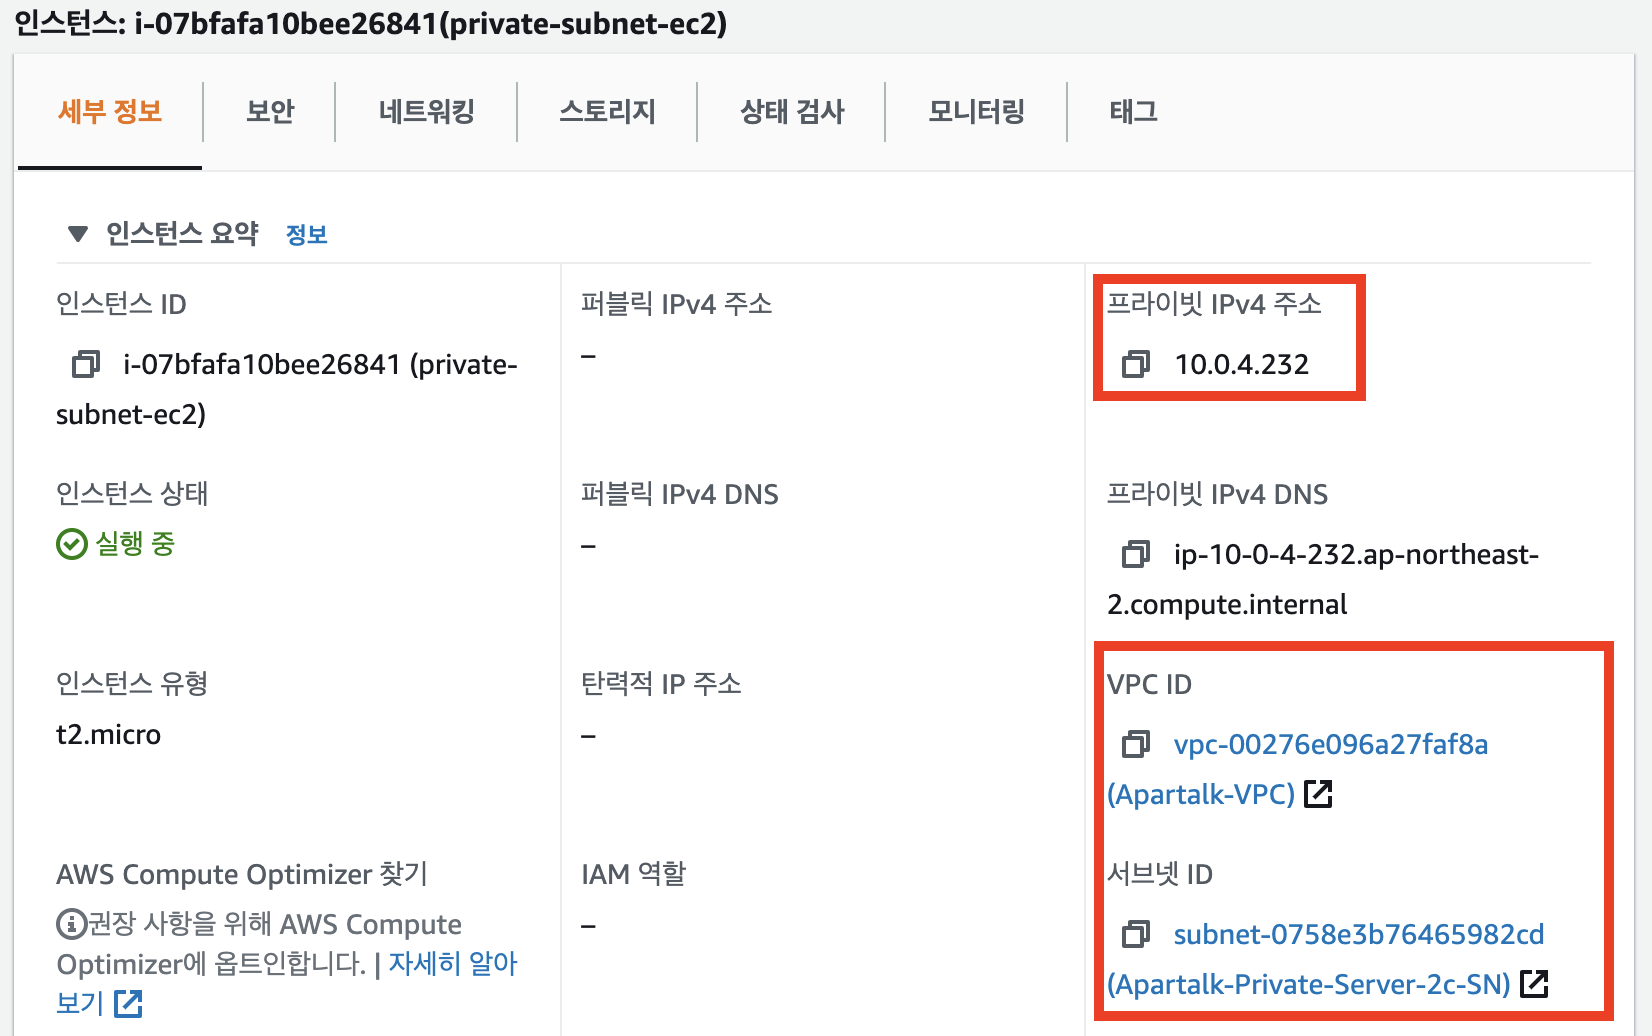 인스턴스: i-07bfafa10bee26841(private-subnet-ec2)
세부 정보
보안
네트워킹
스토리지
상태 검사
모니터링
태그
▼ 인스턴스 요약 정보
인스턴스 ID
i-07bfafa10bee26841 (private-
subnet-ec2)
퍼블릭 IPv4 주소
–
프라이빗 IPv4 주소
10.0.4.232
인스턴스 상태
실행 중
퍼블릭 IPv4 DNS
–
프라이빗 IPv4 DNS
ip-10-0-4-232.ap-northeast-
2.compute.internal
인스턴스 유형
t2.micro
탄력적 IP 주소
–
VPC ID
vpc-00276e096a27faf8a
(Apartalk-VPC)
AWS Compute Optimizer 찾기
권장 사항을 위해 AWS Compute
Optimizer에 옵트인합니다. | 자세히 알아
보기
IAM 역할
–
서브넷 ID
subnet-0758e3b76465982cd
(Apartalk-Private-Server-2c-SN)